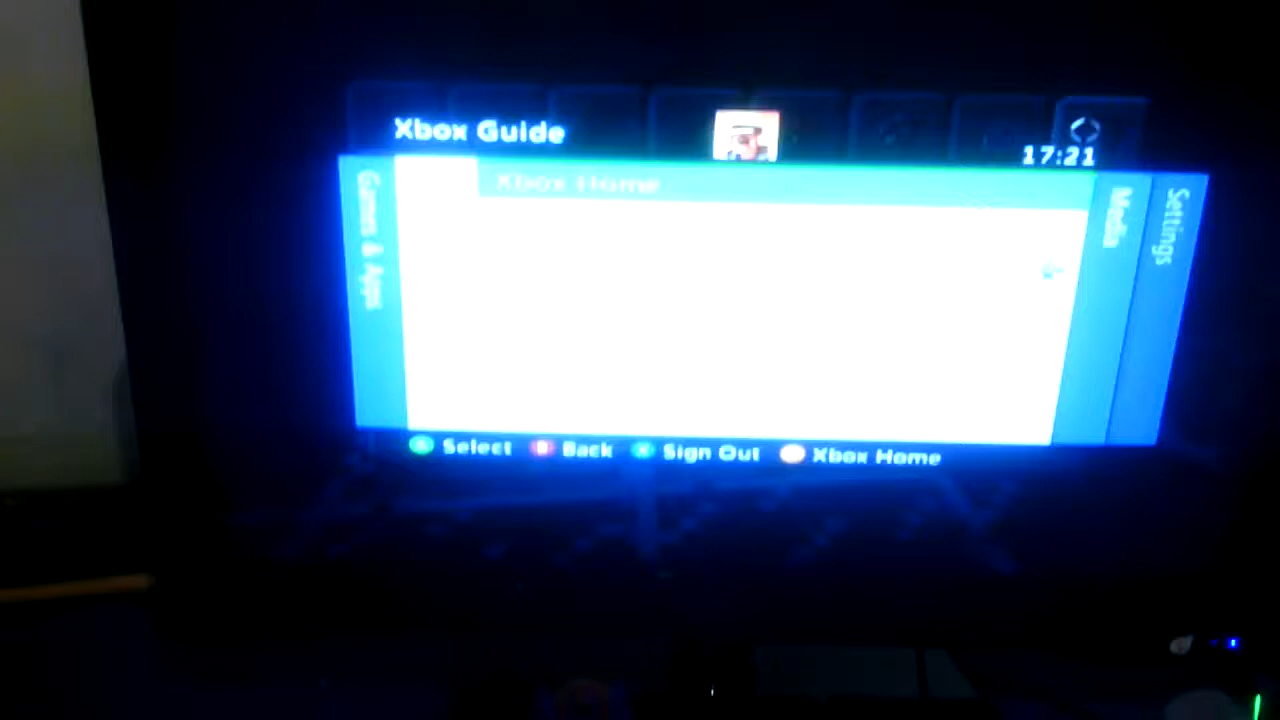 Xbox Guide
17:21
Games & Apps
Xbox Home
Media
Settings
Select Back Sign Out Xbox Home